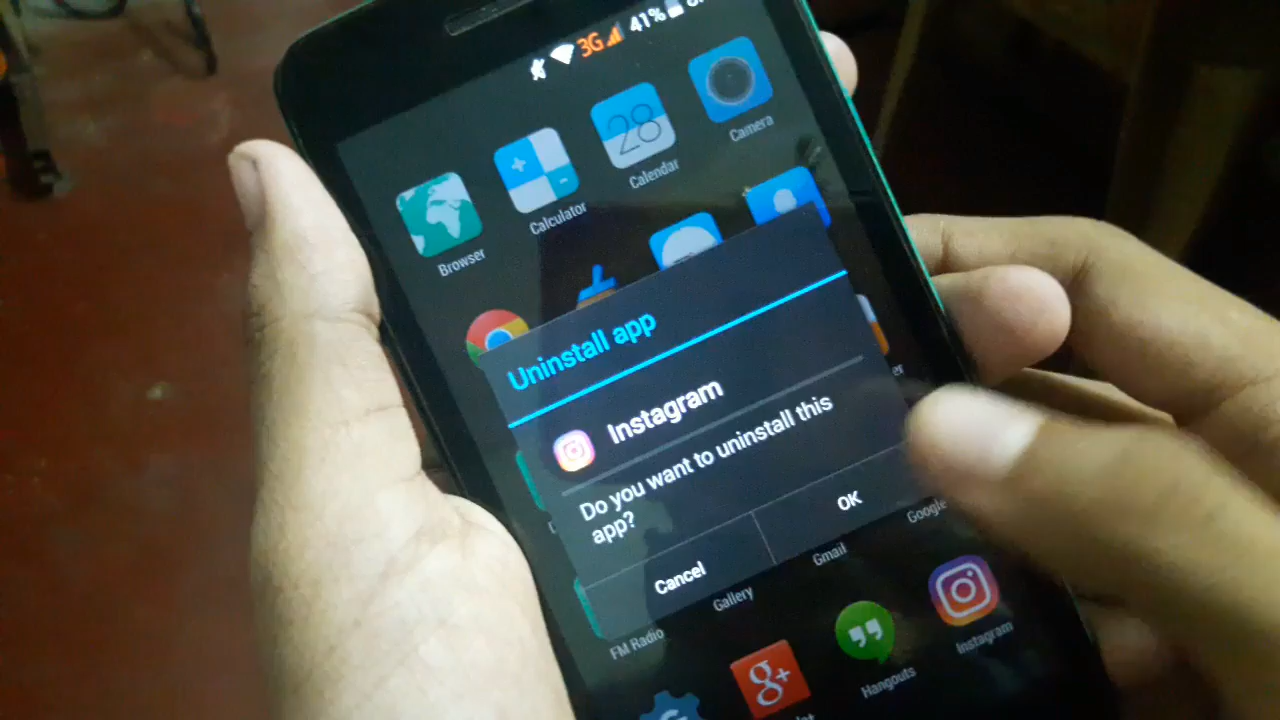 3G 41%
Camera
28
Calendar
Calculator
Browser
Uninstall app
Instagram
Do you want to uninstall this
app?
Cancel
OK
Google
Gmail
Gallery
FM Radio
Instagram
Hangouts
g+